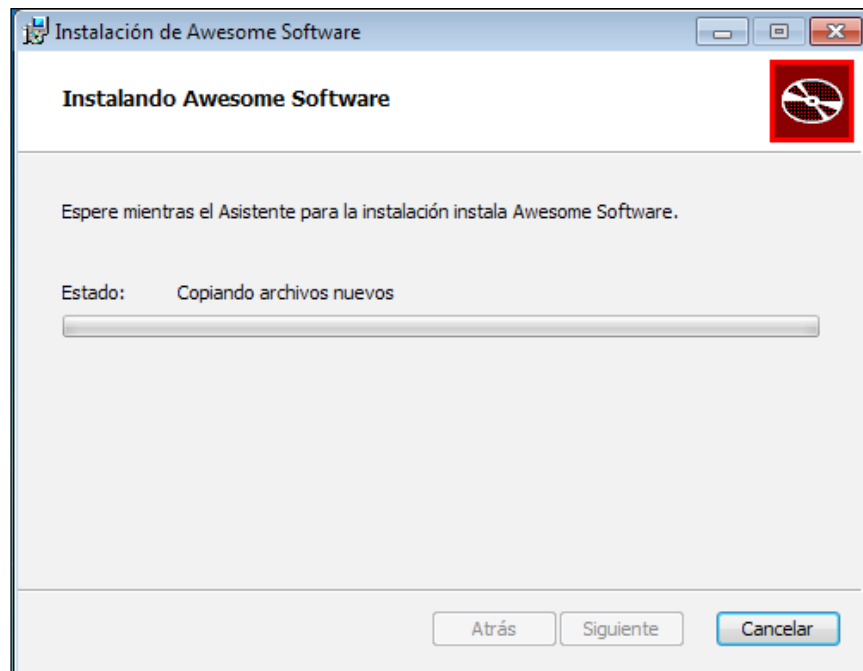 Instalación de Awesome Software
Instalando Awesome Software
Espere mientras el Asistente para la instalación instala Awesome Software.
Estado: Copiando archivos nuevos
Atrás Siguiente Cancelar